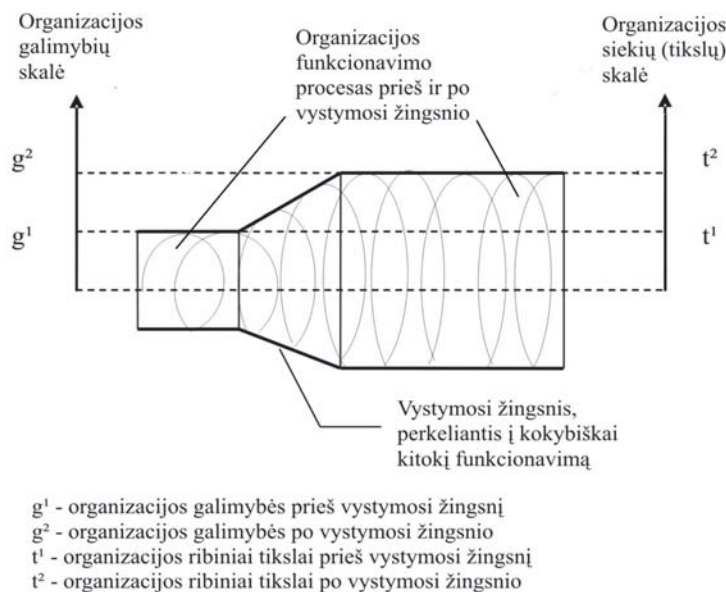 Organizacijos
galimybių
skalė
Organizacijos
funkcionavimo
procesas prieš ir po
vystymosi žingsnio
Organizacijos
siekių (tikslų)
skalė
g²
t²
g¹
t¹
Vystymosi žingsnis,
perkeliantis į kokybiškai
kitokį funkcionavimą
g¹ - organizacijos galimybės prieš vystymosi žingsnį
g² - organizacijos galimybės po vystymosi žingsnio
t¹ - organizacijos ribiniai tikslai prieš vystymosi žingsnį
t² - organizacijos ribiniai tikslai po vystymosi žingsnio